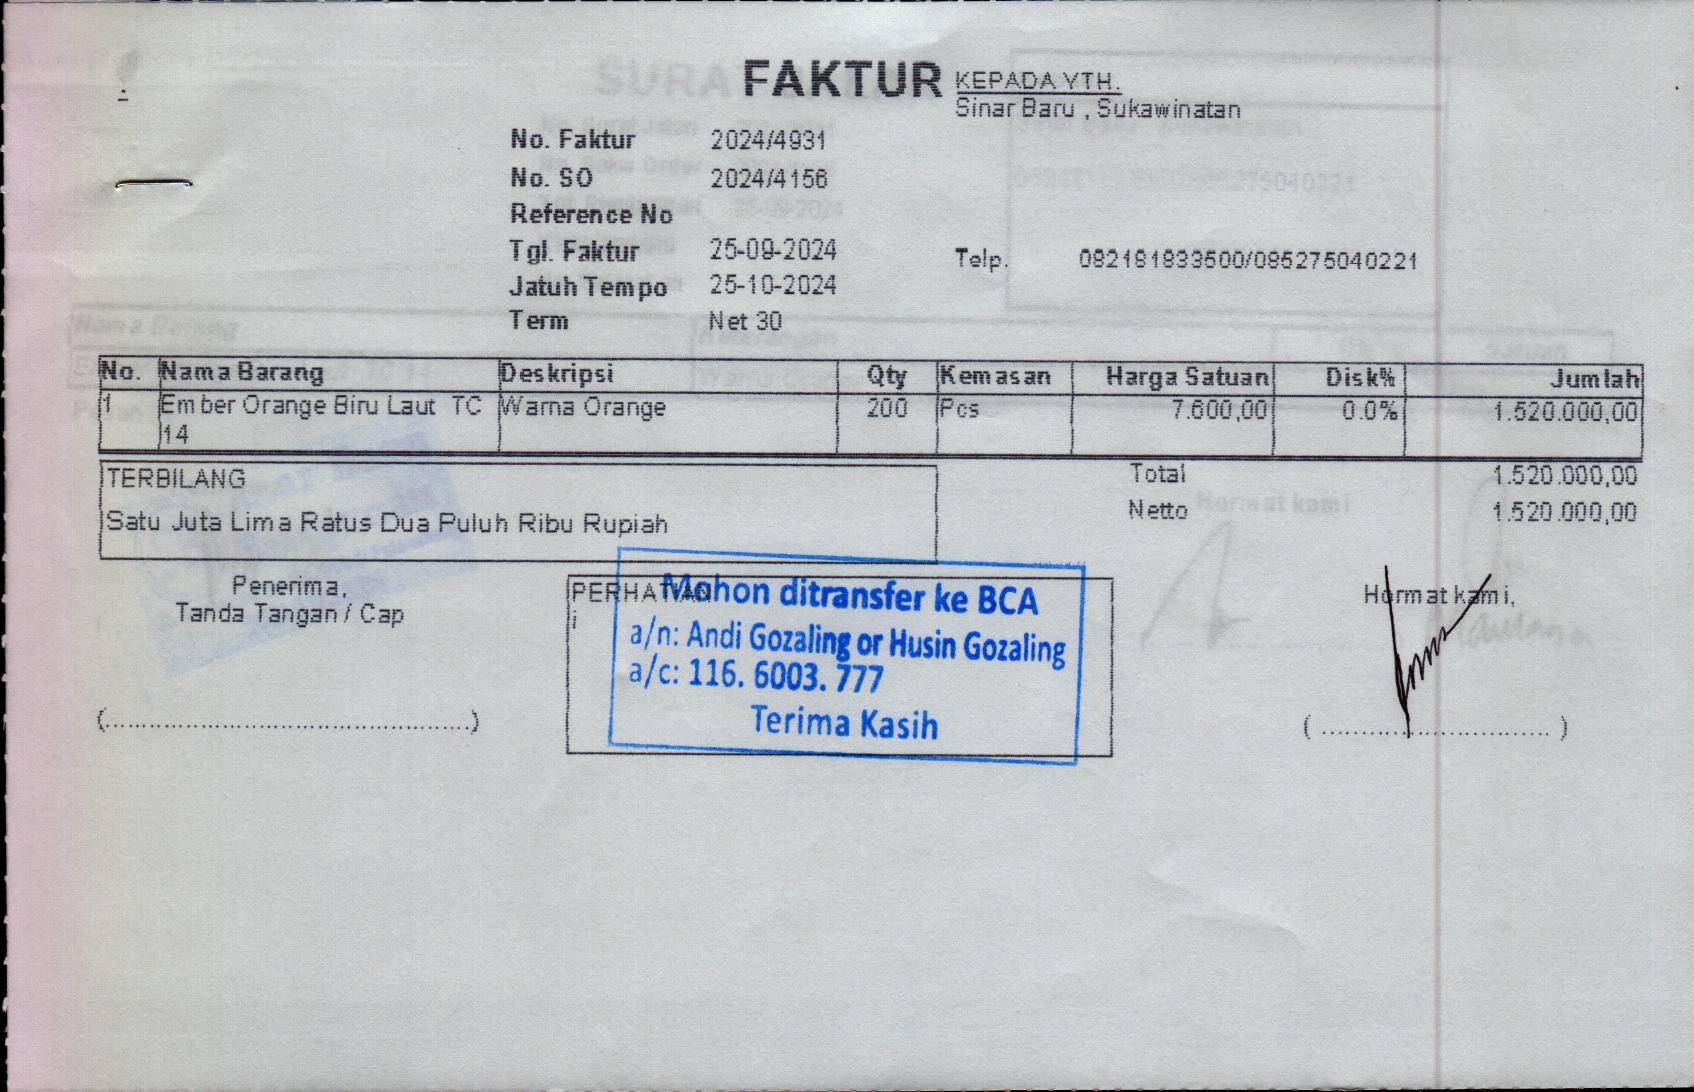 FAKTUR
KEPADA YTH.
Sinar Baru , Sukawinatan
No. Faktur 2024/4931
No. SO 2024/4156
Reference No
Tgl. Faktur 25-09-2024
Telp. 082181833500/085275040221
Jatuh Tempo 25-10-2024
Term Net 30
No. Nama Barang Deskripsi Qty Kemasan Harga Satuan Disk% Jumlah
1 Ember Orange Biru Laut TC Warna Orange 200 Pcs 7.600,00 0.0% 1.520.000,00
14
TERBILANG
Total 1.520.000,00
Satu Juta Lima Ratus Dua Puluh Ribu Rupiah
Netto 1.520.000,00
Penerima,
Tanda Tangan / Cap
PERHATIAN
i
Mohon ditransfer ke BCA
a/n: Andi Gozaling or Husin Gozaling
a/c: 116. 6003. 777
Terima Kasih
Hormat kami,
(................................................)
( ............................... )